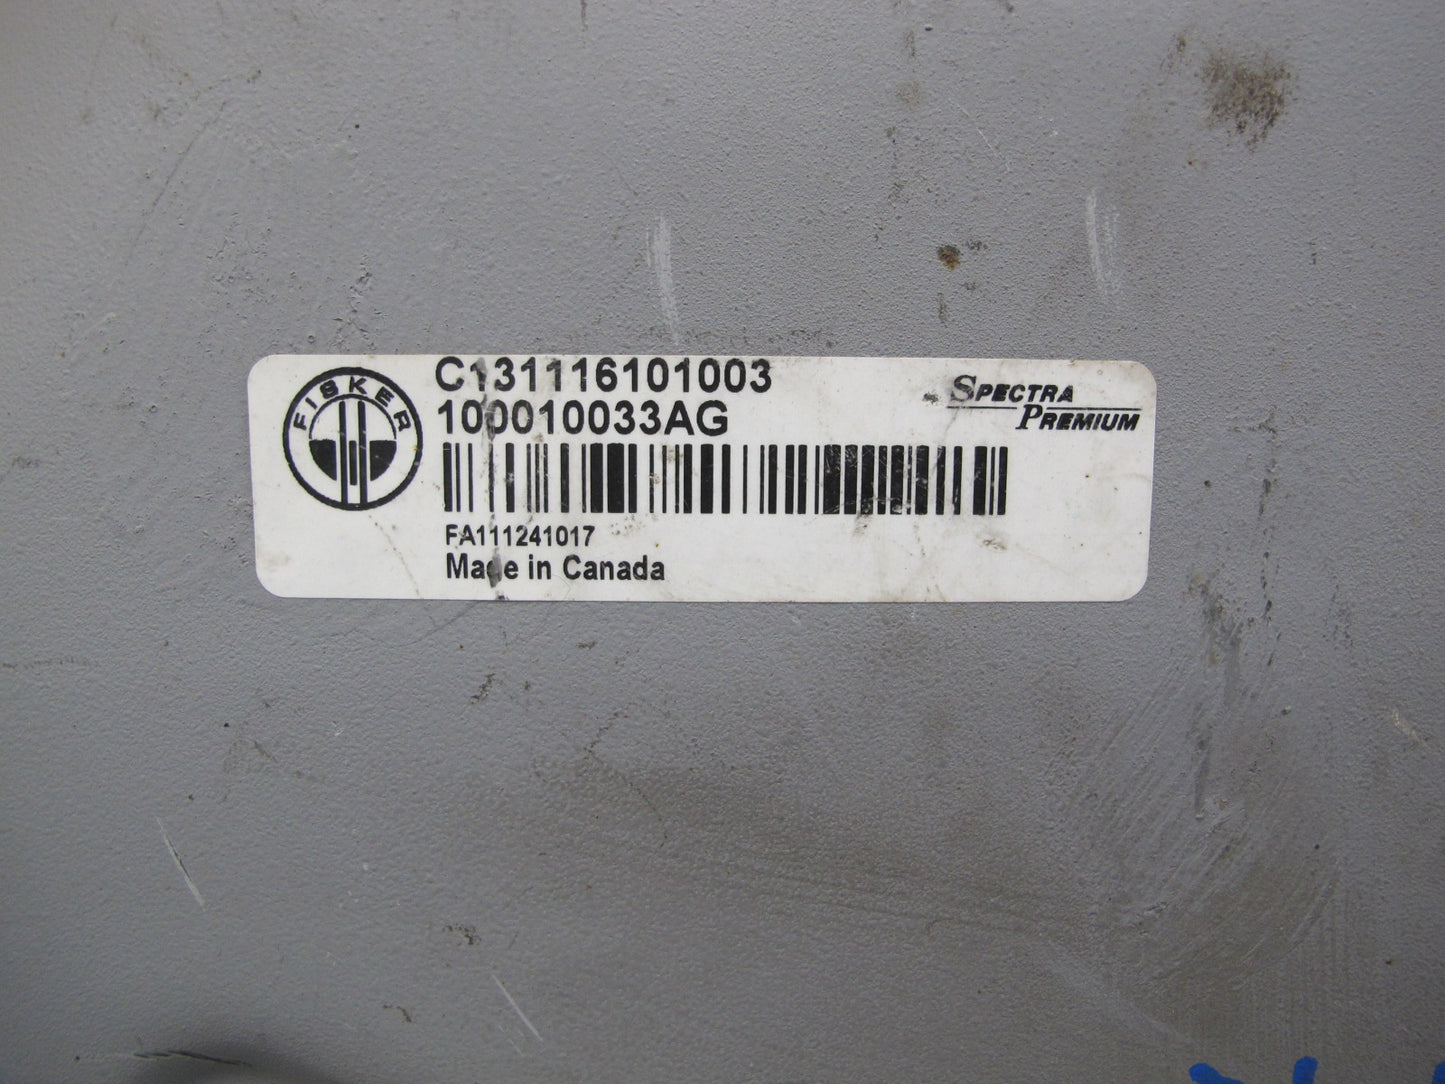 FISKER
C131116101003
100010033AG
SPECTRA
PREMIUM
FA111241017
Made in Canada